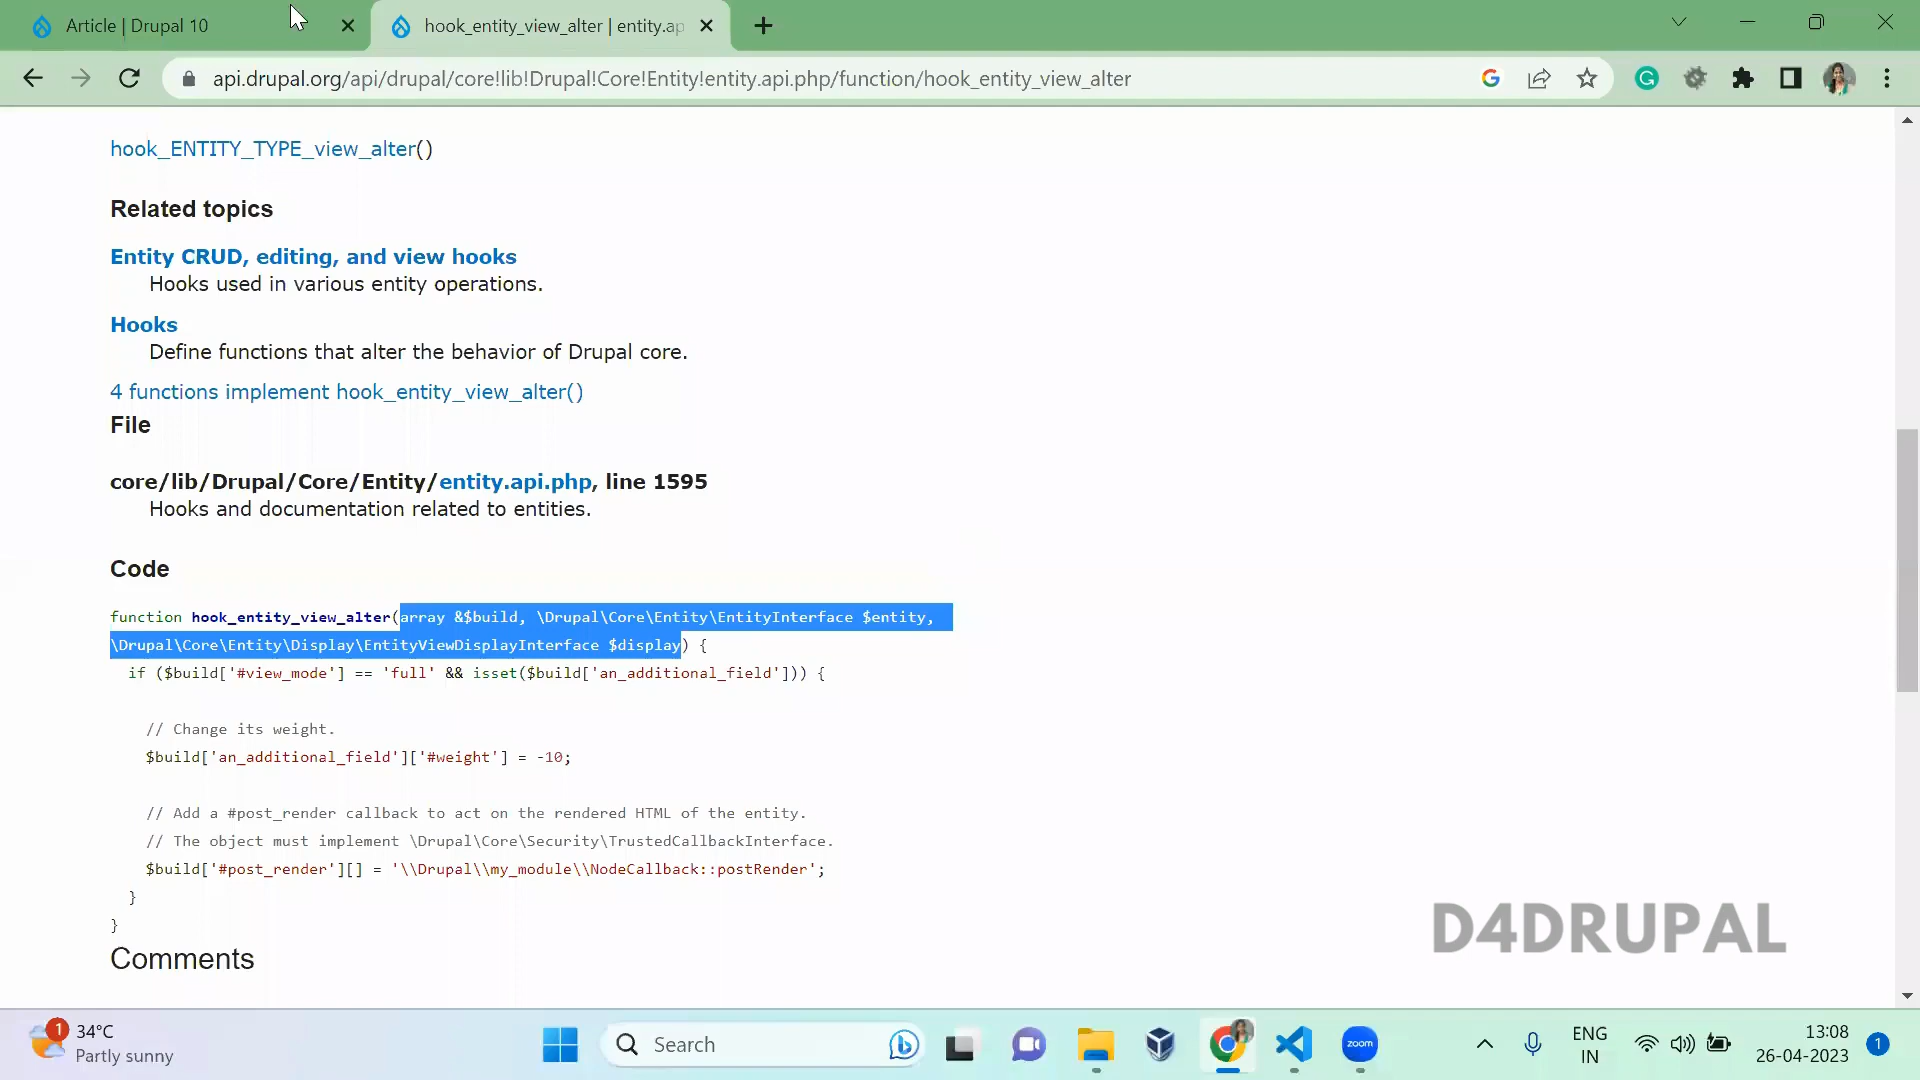 Article | Drupal 10
hook_entity_view_alter | entity.ap
api.drupal.org/api/drupal/core!lib!Drupal!Core!Entity!entity.api.php/function/hook_entity_view_alter
hook_ENTITY_TYPE_view_alter()
Related topics
Entity CRUD, editing, and view hooks
Hooks used in various entity operations.
Hooks
Define functions that alter the behavior of Drupal core.
4 functions implement hook_entity_view_alter()
File
core/lib/Drupal/Core/Entity/entity.api.php, line 1595
Hooks and documentation related to entities.
Code
function hook_entity_view_alter(array &$build, \Drupal\Core\Entity\EntityInterface $entity,
\Drupal\Core\Entity\Display\EntityViewDisplayInterface $display) {
if ($build['#view_mode'] == 'full' && isset($build['an_additional_field'])) {
// Change its weight.
$build['an_additional_field']['#weight'] = -10;
// Add a #post_render callback to act on the rendered HTML of the entity.
// The object must implement \Drupal\Core\Security\TrustedCallbackInterface.
$build['#post_render'][] = '\\Drupal\\my_module\\NodeCallback::postRender';
}
}
Comments
D4DRUPAL
1
34°C
Partly sunny
Search
zoom
ENG
IN
13:08
26-04-2023
1